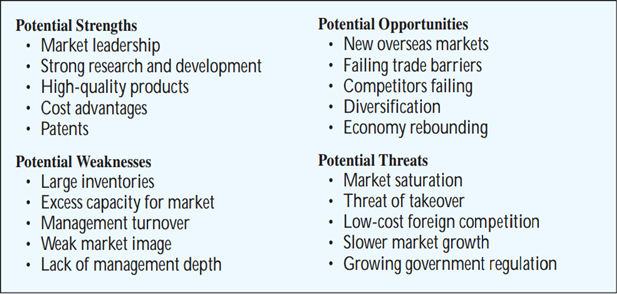 Potential Strengths
• Market leadership
• Strong research and development
• High-quality products
• Cost advantages
• Patents
Potential Weaknesses
• Large inventories
• Excess capacity for market
• Management turnover
• Weak market image
• Lack of management depth
Potential Opportunities
• New overseas markets
• Failing trade barriers
• Competitors failing
• Diversification
• Economy rebounding
Potential Threats
• Market saturation
• Threat of takeover
• Low-cost foreign competition
• Slower market growth
• Growing government regulation